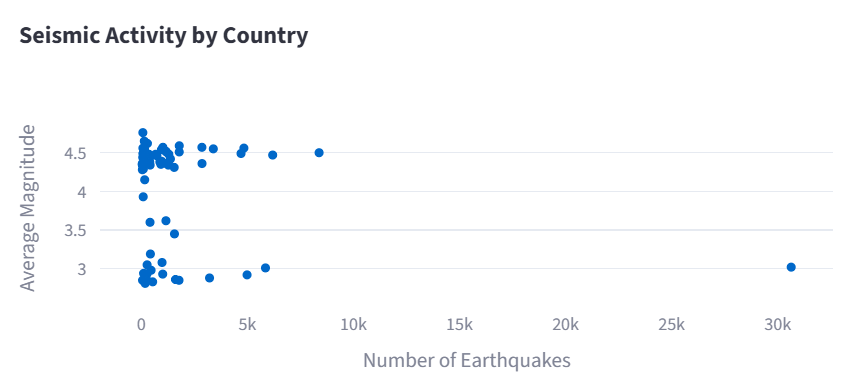 Seismic Activity by Country
Average Magnitude
4.5
4
3.5
3
0
5k
10k
15k
20k
25k
30k
Number of Earthquakes